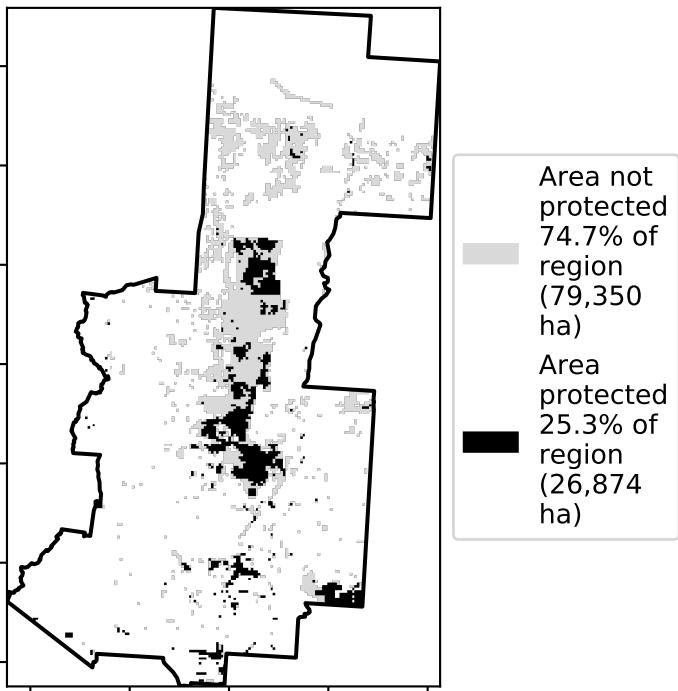 Area not
protected
74.7% of
region
(79,350
ha)
Area
protected
25.3% of
region
(26,874
ha)